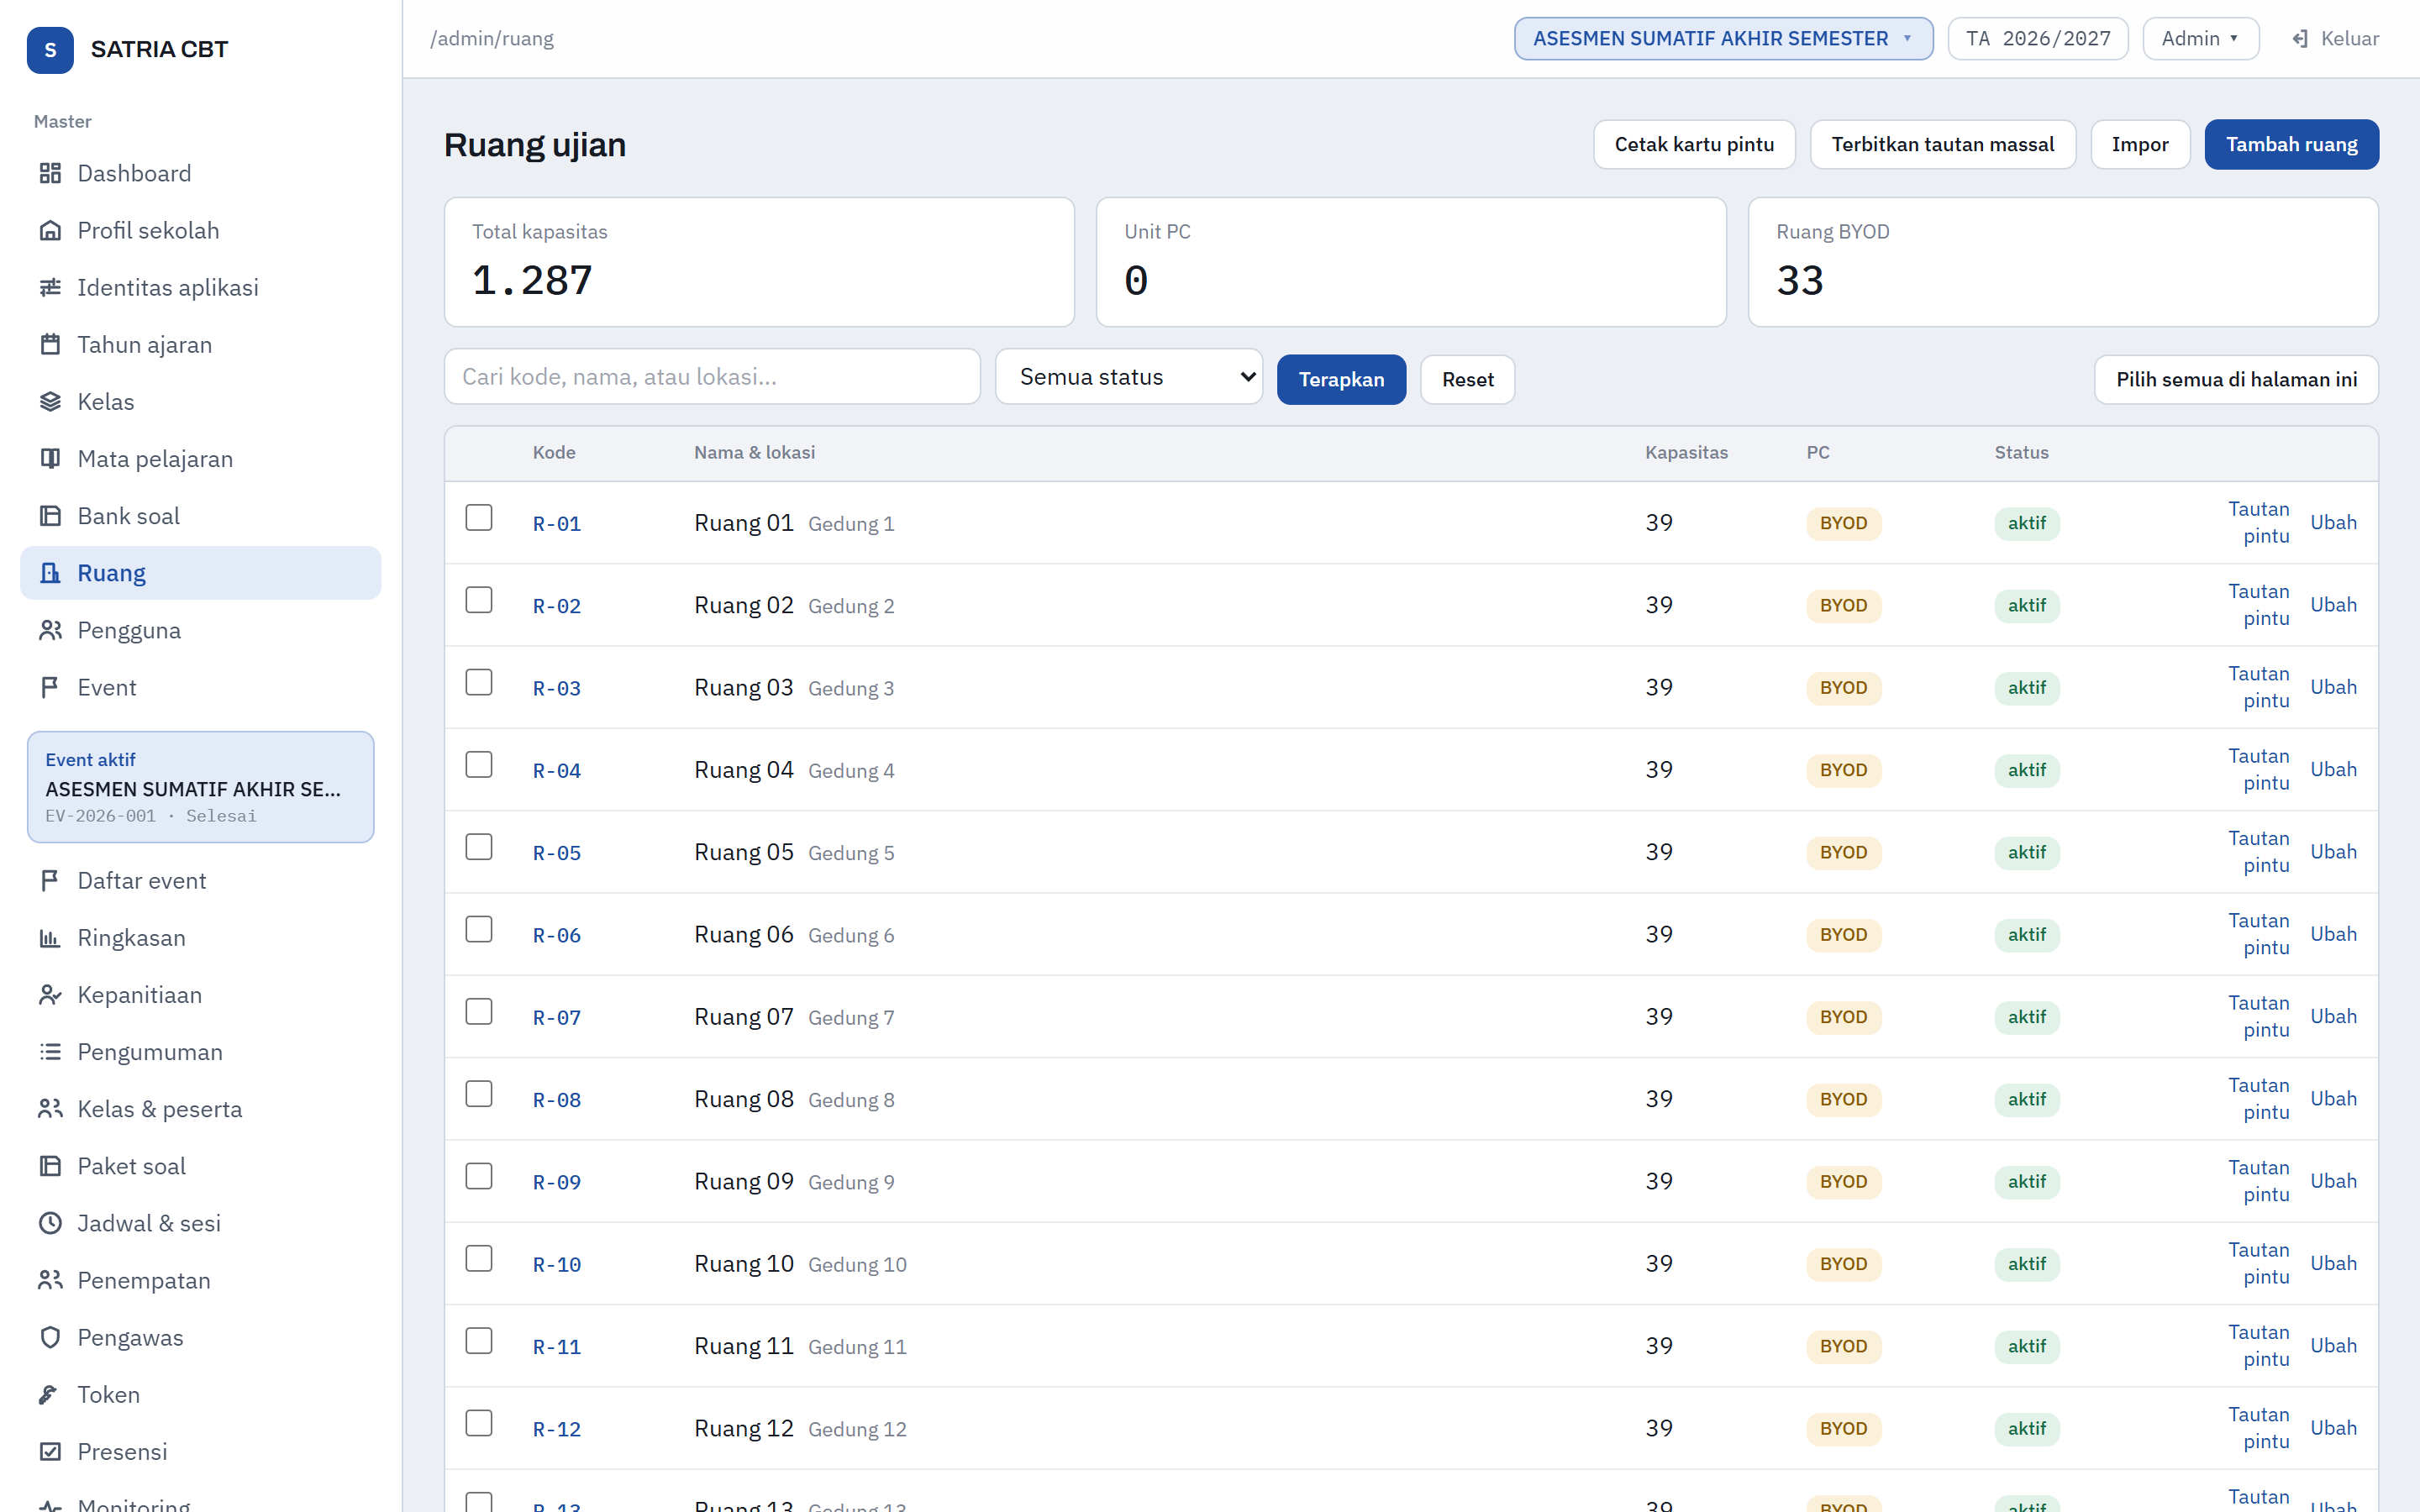 S SATRIA CBT
/admin/ruang
ASESMEN SUMATIF AKHIR SEMESTER ▾
TA 2026/2027
Admin ▾
Keluar
Master
Dashboard
Profil sekolah
Identitas aplikasi
Tahun ajaran
Kelas
Mata pelajaran
Bank soal
Ruang
Pengguna
Event
Event aktif
ASESMEN SUMATIF AKHIR SE...
EV-2026-001 · Selesai
Daftar event
Ringkasan
Kepanitiaan
Pengumuman
Kelas & peserta
Paket soal
Jadwal & sesi
Penempatan
Pengawas
Token
Presensi
Monitoring
Ruang ujian
Cetak kartu pintu
Terbitkan tautan massal
Impor
Tambah ruang
Total kapasitas
1.287
Unit PC
0
Ruang BYOD
33
Cari kode, nama, atau lokasi...
Semua status
Terapkan
Reset
Pilih semua di halaman ini
Kode Nama & lokasi Kapasitas PC Status
R-01 Ruang 01 Gedung 1 39 BYOD aktif Tautan pintu Ubah
R-02 Ruang 02 Gedung 2 39 BYOD aktif Tautan pintu Ubah
R-03 Ruang 03 Gedung 3 39 BYOD aktif Tautan pintu Ubah
R-04 Ruang 04 Gedung 4 39 BYOD aktif Tautan pintu Ubah
R-05 Ruang 05 Gedung 5 39 BYOD aktif Tautan pintu Ubah
R-06 Ruang 06 Gedung 6 39 BYOD aktif Tautan pintu Ubah
R-07 Ruang 07 Gedung 7 39 BYOD aktif Tautan pintu Ubah
R-08 Ruang 08 Gedung 8 39 BYOD aktif Tautan pintu Ubah
R-09 Ruang 09 Gedung 9 39 BYOD aktif Tautan pintu Ubah
R-10 Ruang 10 Gedung 10 39 BYOD aktif Tautan pintu Ubah
R-11 Ruang 11 Gedung 11 39 BYOD aktif Tautan pintu Ubah
R-12 Ruang 12 Gedung 12 39 BYOD aktif Tautan pintu Ubah
R-13 Ruang 13 Gedung 13 39 BYOD aktif Tautan Ubah